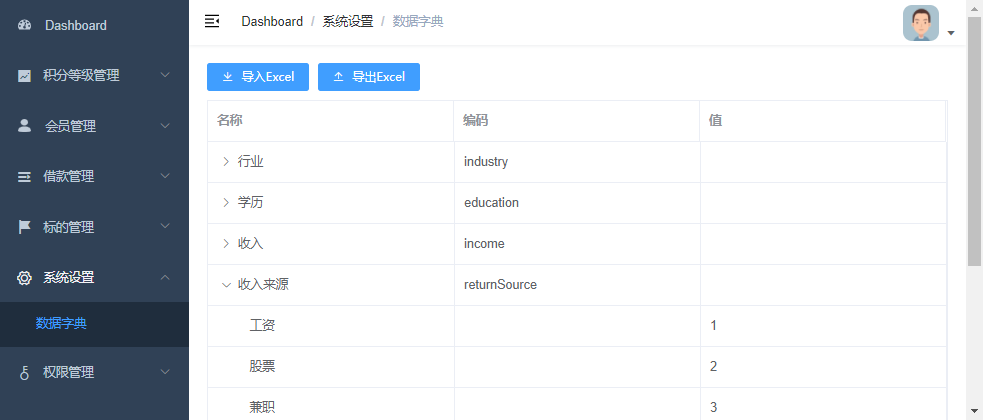 Dashboard
积分等级管理
会员管理
借款管理
标的管理
系统设置
数据字典
权限管理
Dashboard / 系统设置 / 数据字典
导入Excel 导出Excel
名称 编码 值
行业 industry
学历 education
收入 income
收入来源 returnSource
工资 1
股票 2
兼职 3